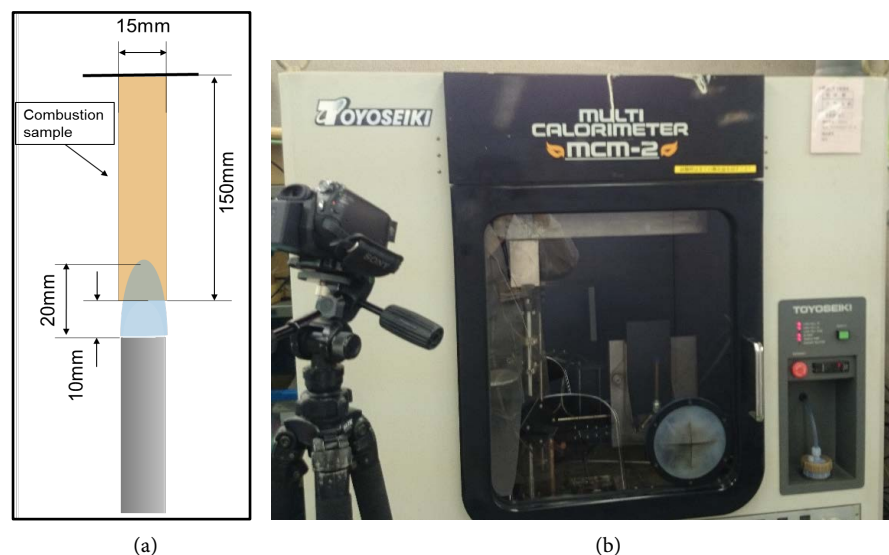 15mm
Combustion
sample
150mm
20mm
10mm
TOYOSEIKI
MULTI
CALORIMETER
MCM-2
SONY
TOYOSEIKI
(a)
(b)